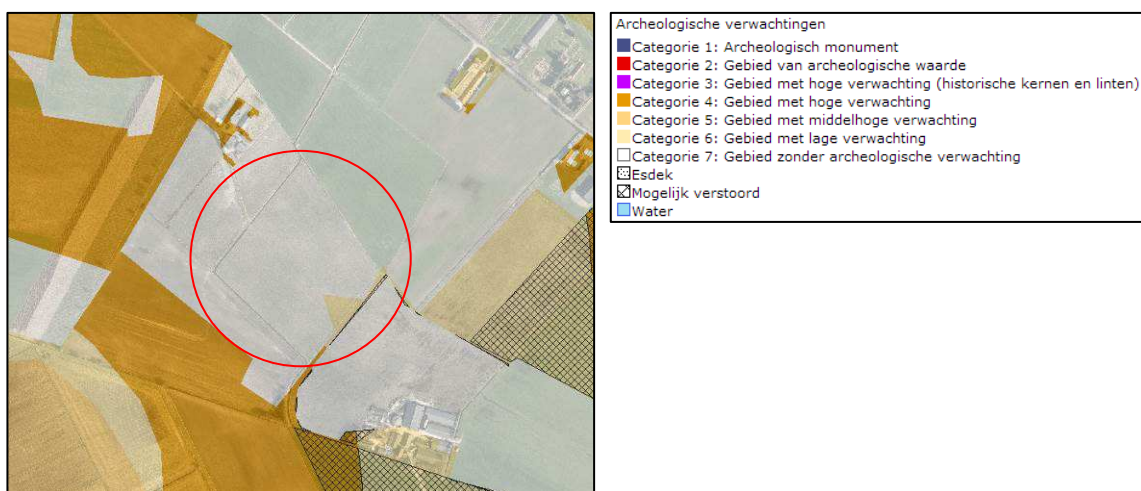 Archeologische verwachtingen
Categorie 1: Archeologisch monument
Categorie 2: Gebied van archeologische waarde
Categorie 3: Gebied met hoge verwachting (historische kernen en linten)
Categorie 4: Gebied met hoge verwachting
Categorie 5: Gebied met middelhoge verwachting
Categorie 6: Gebied met lage verwachting
Categorie 7: Gebied zonder archeologische verwachting
Esdek
Mogelijk verstoord
Water